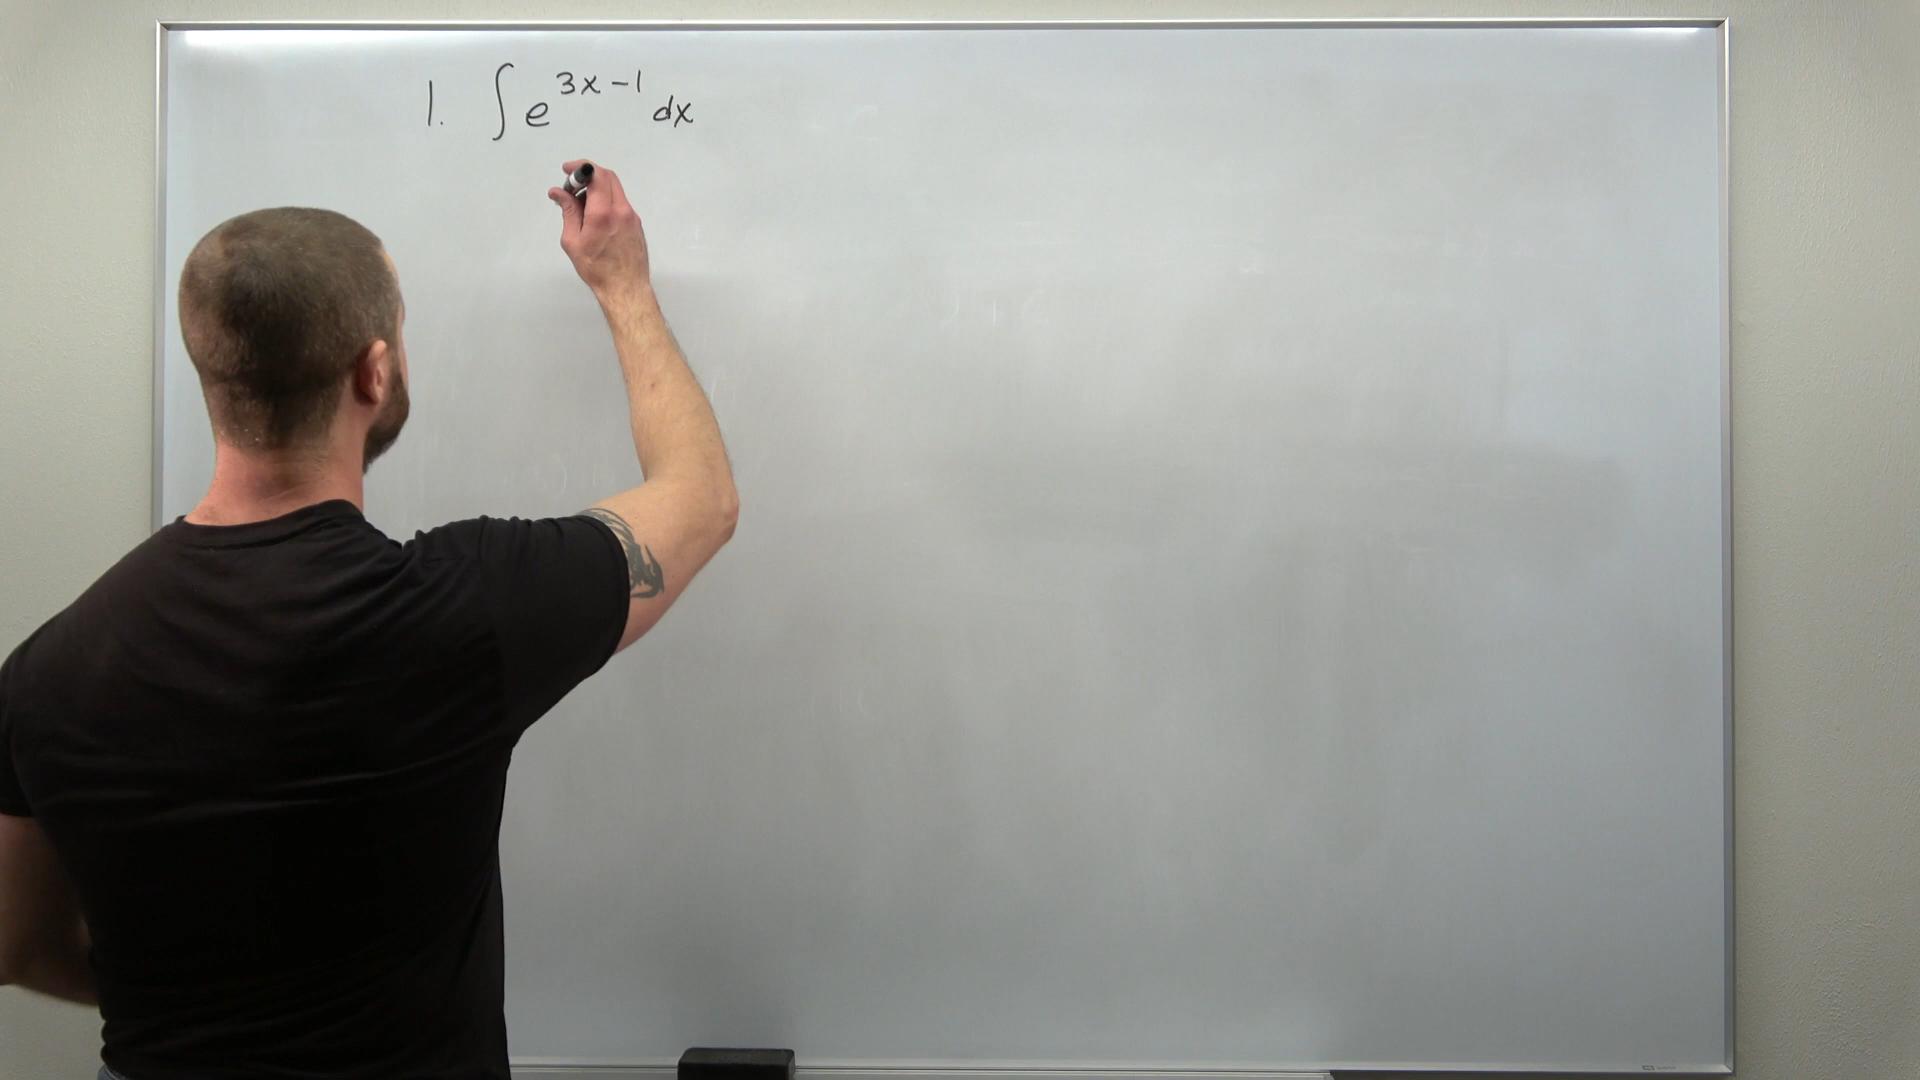 1. ∫ e^{3x-1} dx